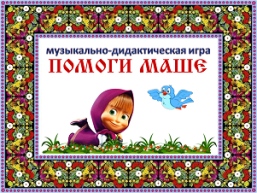 музыкально-дидактическая игра
ПОМОГИ МАШЕ